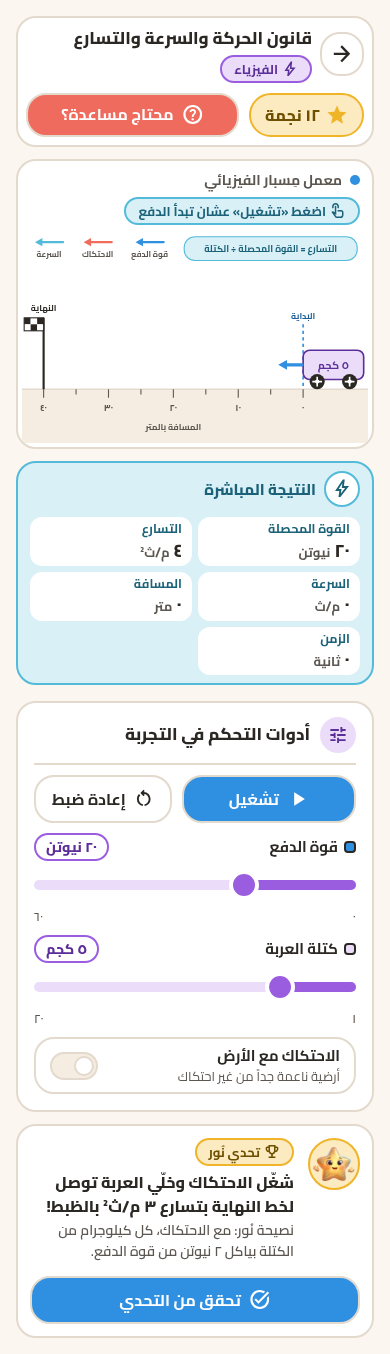 قانون الحركة والسرعة والتسارع
الفيزياء
١٢ نجمة
محتاج مساعدة؟
معمل مسبار الفيزيائي
اضغط «تشغيل» عشان تبدأ الدفع
التسارع = القوة المحصلة ÷ الكتلة
قوة الدفع
الاحتكاك
السرعة
البداية
النهاية
٥ كجم
٠ ١٠ ٢٠ ٣٠ ٤٠
المسافة بالمتر
النتيجة المباشرة
القوة المحصلة
٢٠ نيوتن
التسارع
٤ م/ث²
السرعة
٠ م/ث
المسافة
٠ متر
الزمن
٠ ثانية
أدوات التحكم في التجربة
تشغيل
إعادة ضبط
قوة الدفع
٢٠ نيوتن
٠ ٦٠
كتلة العربة
٥ كجم
١ ٢٠
الاحتكاك مع الأرض
أرضية ناعمة جداً من غير احتكاك
تحدي نَور
شغّل الاحتكاك وخلّي العربة توصل
لخط النهاية بتسارع ٣ م/ث² بالظبط!
نصيحة نَور: مع الاحتكاك، كل كيلوجرام من
الكتلة بياكل ٢ نيوتن من قوة الدفع.
تحقق من التحدي